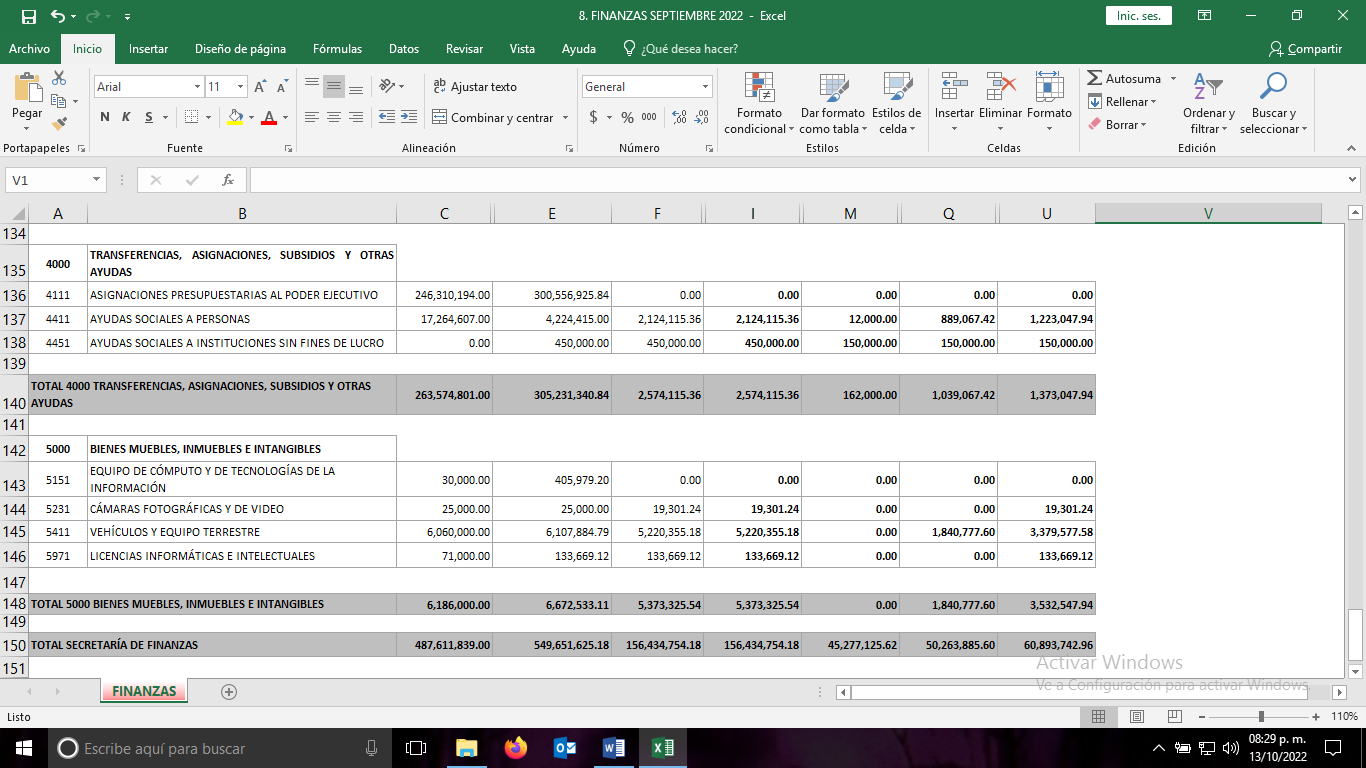 8. FINANZAS SEPTIEMBRE 2022 - Excel
Inic. ses.
Archivo Inicio Insertar Diseño de página Fórmulas Datos Revisar Vista Ayuda ¿Qué desea hacer? Compartir
Pegar
Arial 11
N K S
Ajustar texto
Combinar y centrar
General
$ % 000
Formato condicional
Dar formato como tabla
Estilos de celda
Insertar Eliminar Formato
Autosuma
Rellenar
Borrar
Ordenar y filtrar
Buscar y seleccionar
Portapapeles Fuente Alineación Número Estilos Celdas Edición
V1 fx
A B C E F I M Q U V
134
135 4000 TRANSFERENCIAS, ASIGNACIONES, SUBSIDIOS Y OTRAS
AYUDAS
136 4111 ASIGNACIONES PRESUPUESTARIAS AL PODER EJECUTIVO 246,310,194.00 300,556,925.84 0.00 0.00 0.00 0.00 0.00
137 4411 AYUDAS SOCIALES A PERSONAS 17,264,607.00 4,224,415.00 2,124,115.36 2,124,115.36 12,000.00 889,067.42 1,223,047.94
138 4451 AYUDAS SOCIALES A INSTITUCIONES SIN FINES DE LUCRO 0.00 450,000.00 450,000.00 450,000.00 150,000.00 150,000.00 150,000.00
139
140 TOTAL 4000 TRANSFERENCIAS, ASIGNACIONES, SUBSIDIOS Y OTRAS
AYUDAS 263,574,801.00 305,231,340.84 2,574,115.36 2,574,115.36 162,000.00 1,039,067.42 1,373,047.94
141
142 5000 BIENES MUEBLES, INMUEBLES E INTANGIBLES
143 5151 EQUIPO DE CÓMPUTO Y DE TECNOLOGÍAS DE LA
INFORMACIÓN 30,000.00 405,979.20 0.00 0.00 0.00 0.00 0.00
144 5231 CÁMARAS FOTOGRÁFICAS Y DE VIDEO 25,000.00 25,000.00 19,301.24 19,301.24 0.00 0.00 19,301.24
145 5411 VEHÍCULOS Y EQUIPO TERRESTRE 6,060,000.00 6,107,884.79 5,220,355.18 5,220,355.18 0.00 1,840,777.60 3,379,577.58
146 5971 LICENCIAS INFORMÁTICAS E INTELECTUALES 71,000.00 133,669.12 133,669.12 133,669.12 0.00 0.00 133,669.12
147
148 TOTAL 5000 BIENES MUEBLES, INMUEBLES E INTANGIBLES 6,186,000.00 6,672,533.11 5,373,325.54 5,373,325.54 0.00 1,840,777.60 3,532,547.94
149
150 TOTAL SECRETARÍA DE FINANZAS 487,611,839.00 549,651,625.18 156,434,754.18 156,434,754.18 45,277,125.62 50,263,885.60 60,893,742.96
151
Activar Windows
Ve a Configuración para activar Windows.
FINANZAS
Listo
110%
Escribe aquí para buscar
08:29 p. m.
13/10/2022